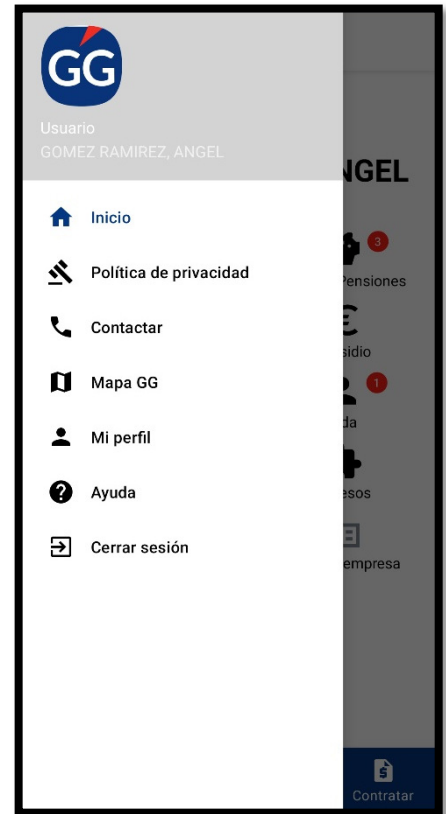 GG
Usuario
GOMEZ RAMIREZ, ANGEL
Inicio
Política de privacidad
Contactar
Mapa GG
Mi perfil
Ayuda
Cerrar sesión
NGEL
3
Pensiones
sidio
1
da
esos
empresa
Contratar